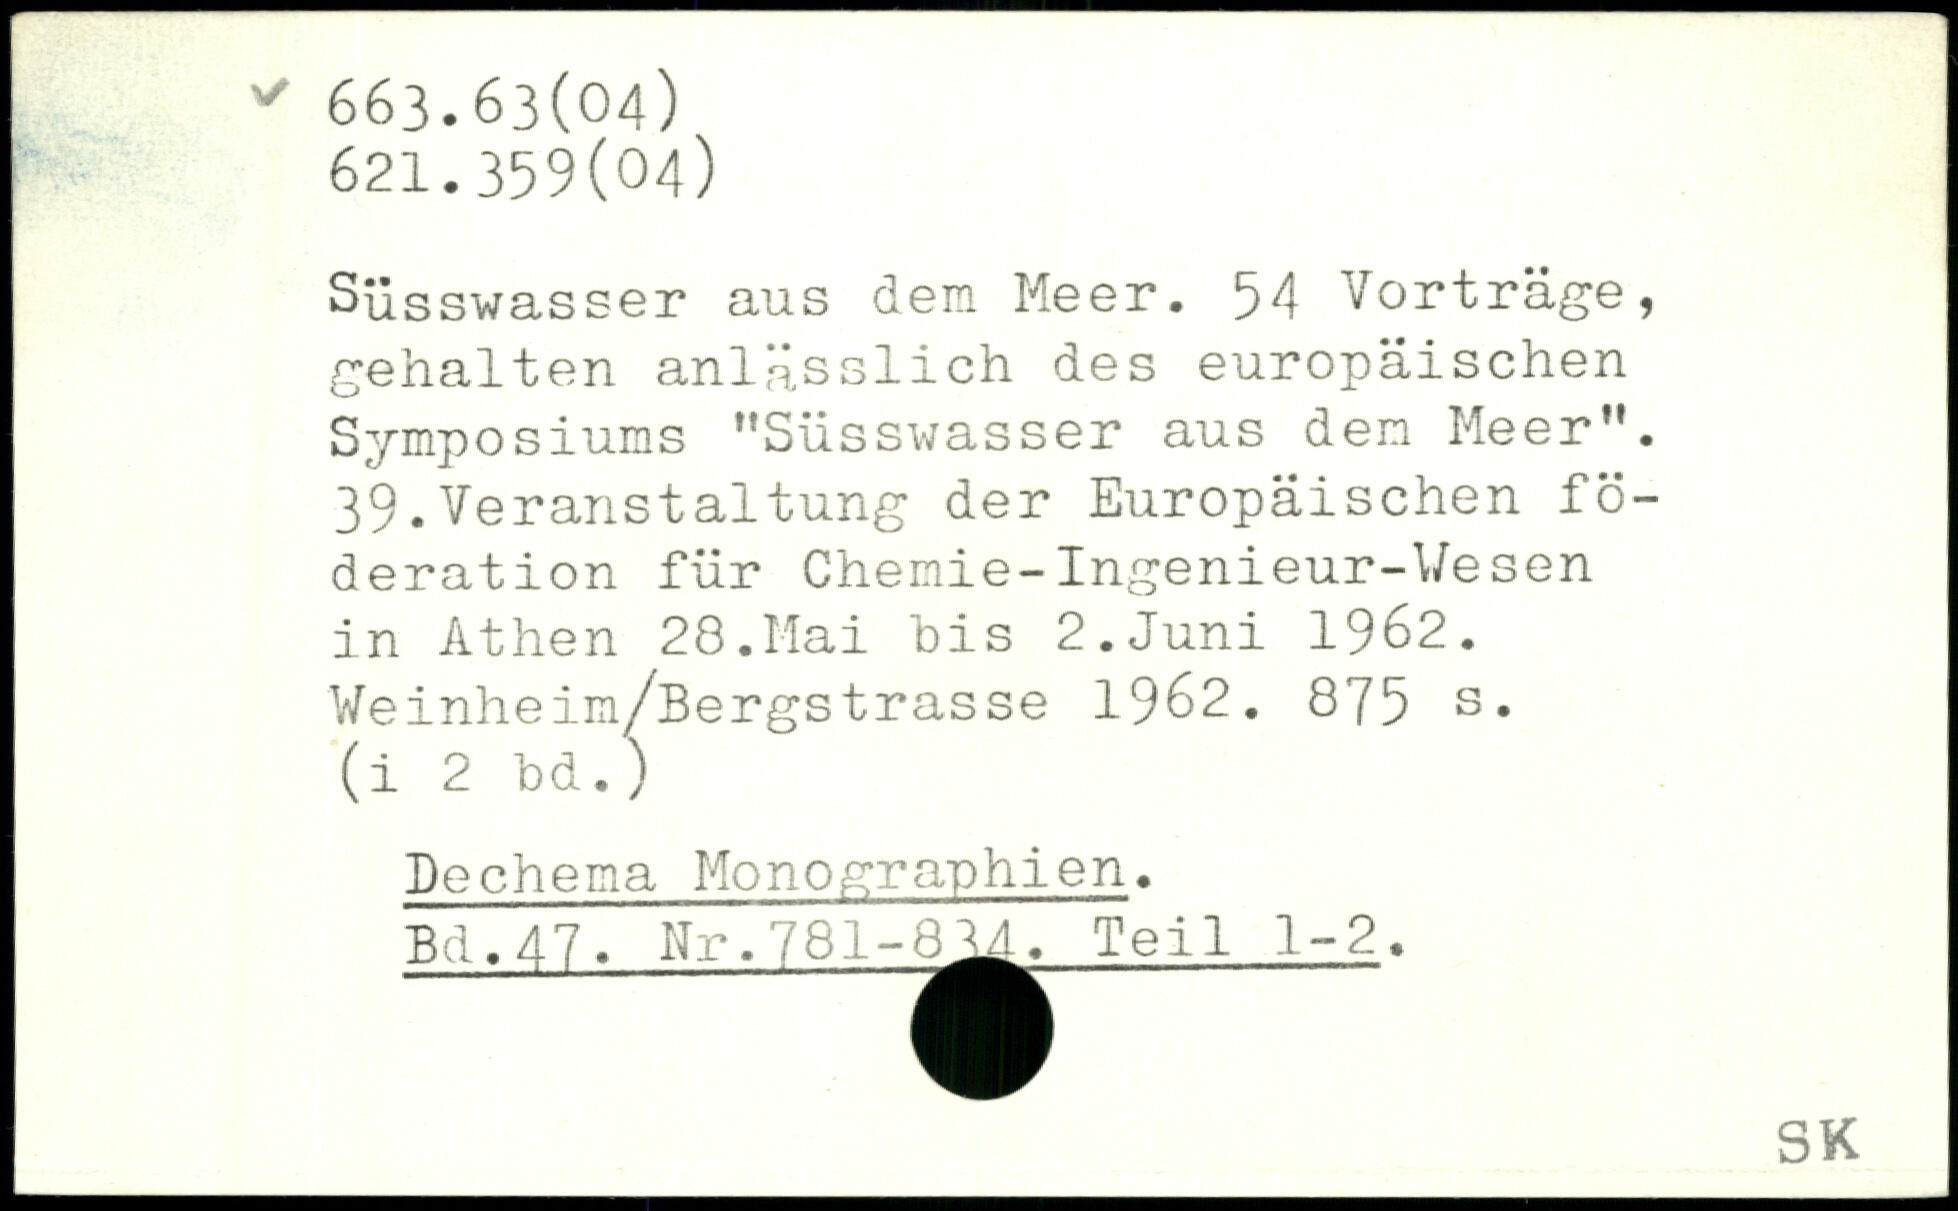 663.63(04)
621.359(04)
Süsswasser aus dem Meer. 54 Vorträge,
gehalten anlässlich des europäischen
Symposiums "Süsswasser aus dem Meer".
39.Veranstaltung der Europäischen fö-
deration für Chemie-Ingenieur-Wesen
in Athen 28.Mai bis 2.Juni 1962.
Weinheim/Bergstrasse 1962. 875 s.
(i 2 bd.)
Dechema Monographien.
Bd.47. Nr.781-834. Teil 1-2.
SK